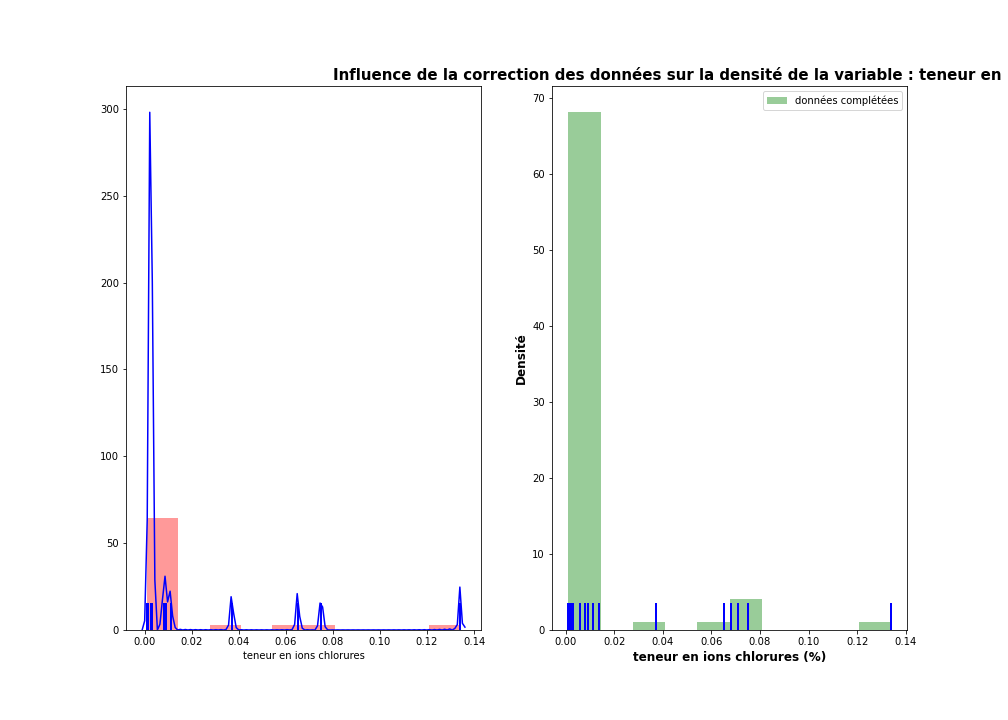 Influence de la correction des données sur la densité de la variable : teneur en
300
250
200
150
100
50
0
0.00 0.02 0.04 0.06 0.08 0.10 0.12 0.14
teneur en ions chlorures
données complétées
Densité
70
60
50
40
30
20
10
0
0.00 0.02 0.04 0.06 0.08 0.10 0.12 0.14
teneur en ions chlorures (%)